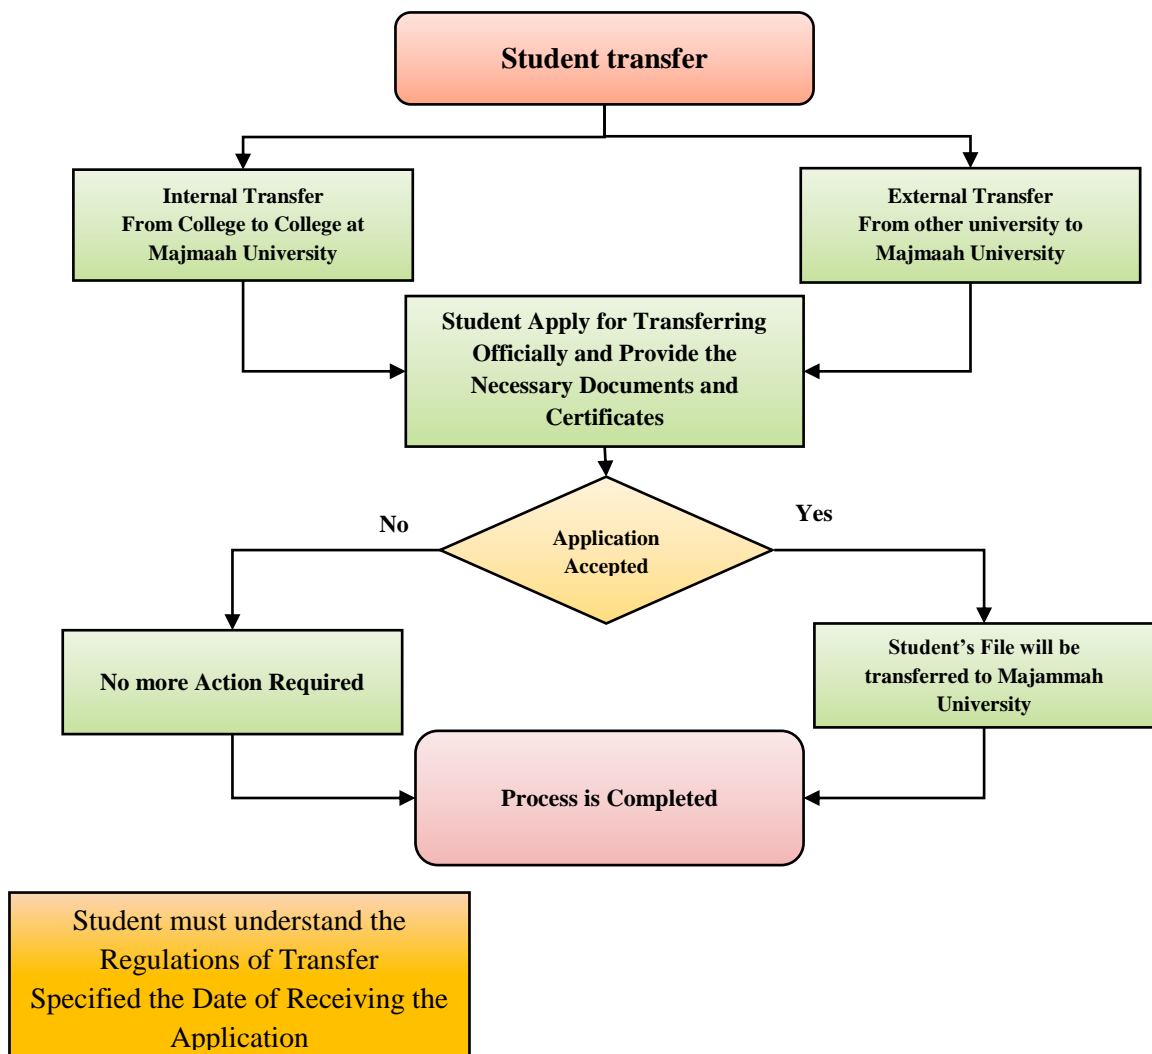 Student transfer
Internal Transfer
From College to College at
Majmaah University
External Transfer
From other university to
Majmaah University
Student Apply for Transferring
Officially and Provide the
Necessary Documents and
Certificates
No
Yes
Application
Accepted
No more Action Required
Student's File will be
transferred to Majammah
University
Process is Completed
Student must understand the
Regulations of Transfer
Specified the Date of Receiving the
Application